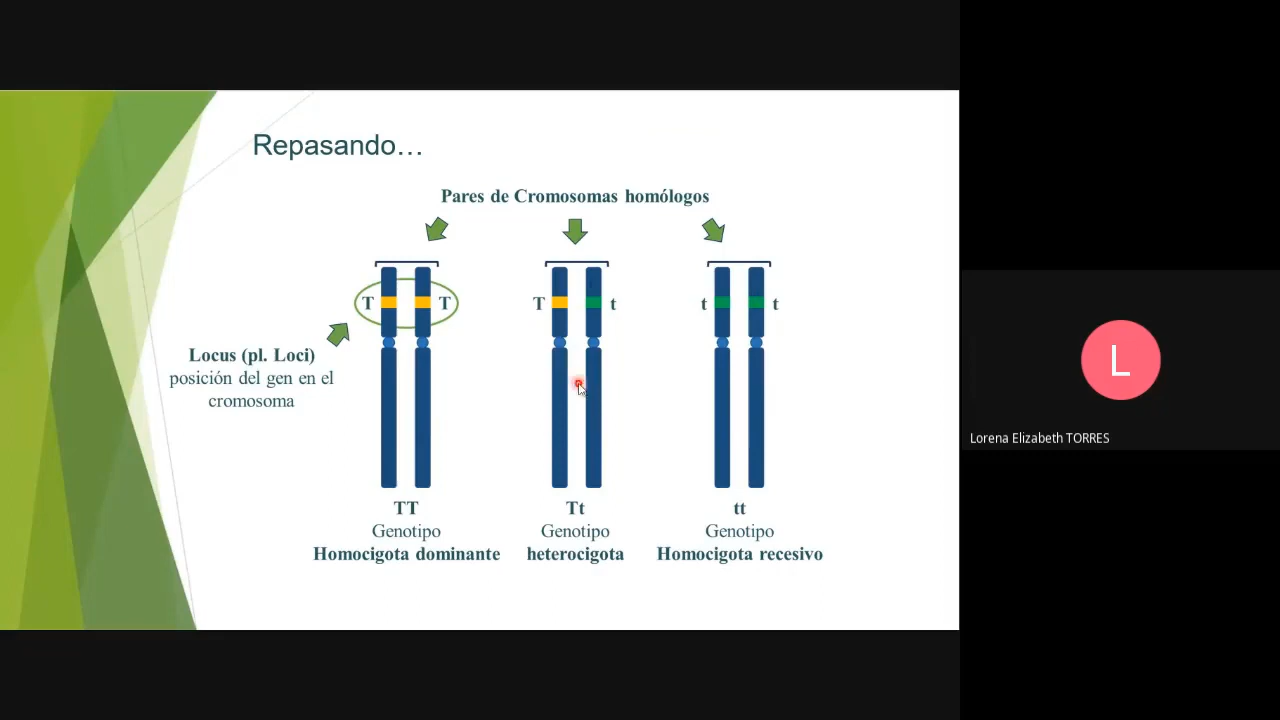 Repasando…
Pares de Cromosomas homólogos
T T T t t t
Locus (pl. Loci)
posición del gen en el
cromosoma
TT
Genotipo
Homocigota dominante
Tt
Genotipo
heterocigota
tt
Genotipo
Homocigota recesivo
L
Lorena Elizabeth TORRES